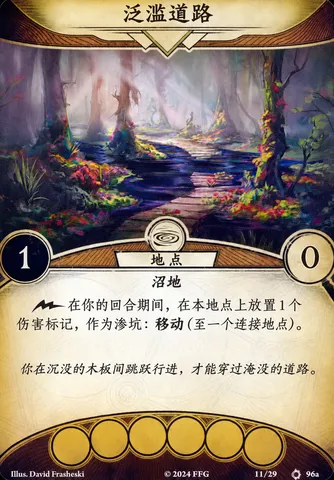 泛滥道路
1
0
地点
沼地
在你的回合期间，在本地点上放置1个
伤害标记，作为渗坑：移动（至一个连接地点）。
你在沉没的木板间跳跃行进，才能穿过淹没的道路。
Illus. David Frasheski
© 2024 FFG
11/29
96a